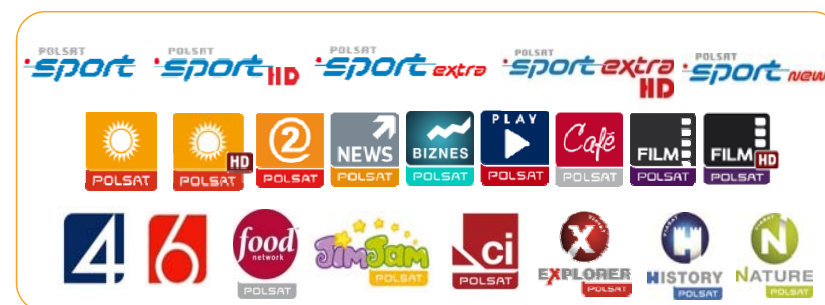 POLSAT sport POLSAT sport HD POLSAT sport extra POLSAT sport extra HD POLSAT sport new
HD 2 NEWS BIZNES PLAY Café FILM FILM HD
POLSAT POLSAT POLSAT POLSAT POLSAT POLSAT POLSAT POLSAT POLSAT
4 6 food network JimJam POLSAT ci X VIASAT EXPLORER H HISTORY N NATURE
POLSAT POLSAT POLSAT POLSAT POLSAT